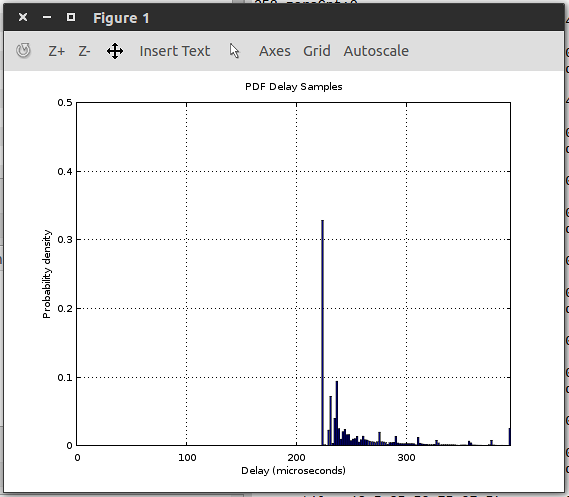 Figure 1
Z+ Z- Insert Text Axes Grid Autoscale
PDF Delay Samples
0.5
0.4
0.3
0.2
0.1
0
Probability density
0 100 200 300
Delay (microseconds)